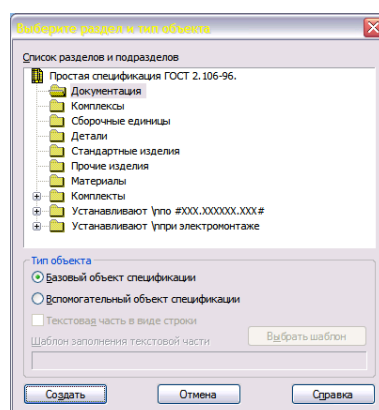 Выберите раздел и тип объекта
Список разделов и подразделов
Простая спецификация ГОСТ 2.106-96.
Документация
Комплексы
Сборочные единицы
Детали
Стандартные изделия
Прочие изделия
Материалы
Комплекты
Устанавливают \nпо #XXX.XXXXXX.XXX#
Устанавливают \nпри электромонтаже
Тип объекта
Базовый объект спецификации
Вспомогательный объект спецификации
Текстовая часть в виде строки
Шаблон заполнения текстовой части
Выбрать шаблон
Создать Отмена Справка